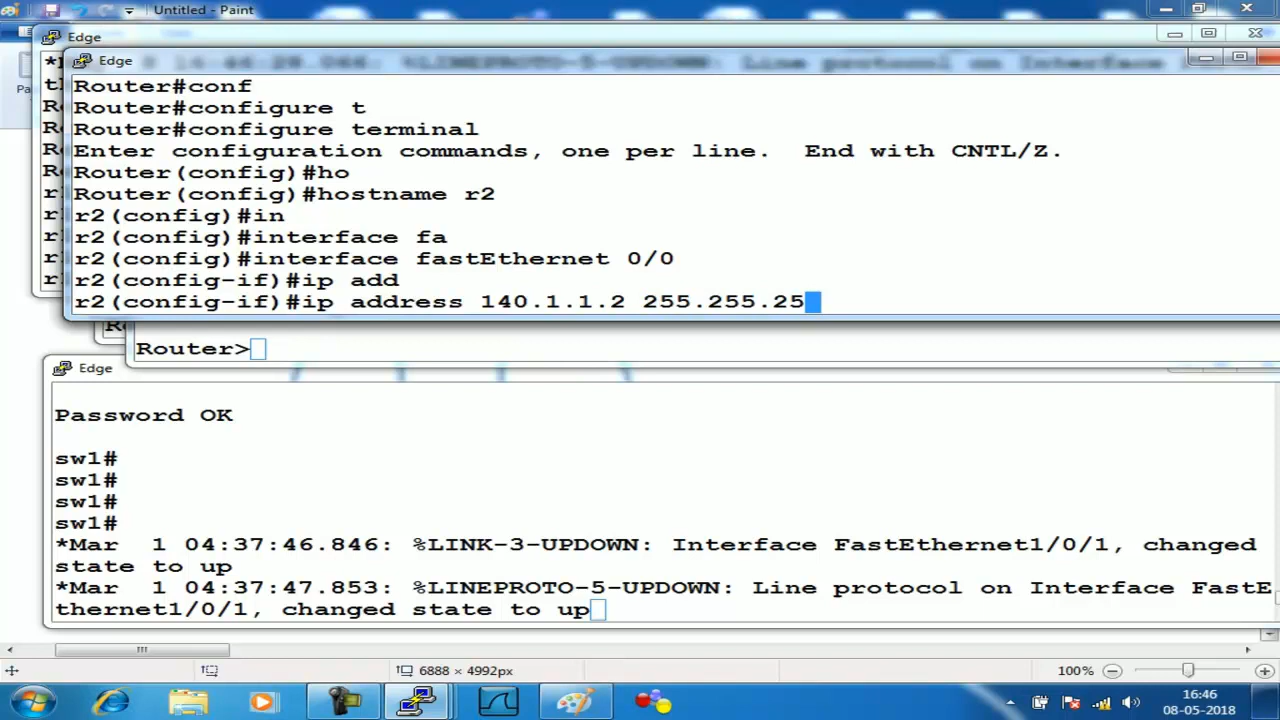 Untitled - Paint
Edge
Edge
Router#conf
Router#configure t
Router#configure terminal
Enter configuration commands, one per line.  End with CNTL/Z.
Router(config)#ho
Router(config)#hostname r2
r2(config)#in
r2(config)#interface fa
r2(config)#interface fastEthernet 0/0
r2(config-if)#ip add
r2(config-if)#ip address 140.1.1.2 255.255.25
Router>
Edge
Password OK
sw1#
sw1#
sw1#
sw1#
*Mar  1 04:37:46.846: %LINK-3-UPDOWN: Interface FastEthernet1/0/1, changed
state to up
*Mar  1 04:37:47.853: %LINEPROTO-5-UPDOWN: Line protocol on Interface FastE
thernet1/0/1, changed state to up
6888 × 4992px
100%
16:46
08-05-2018